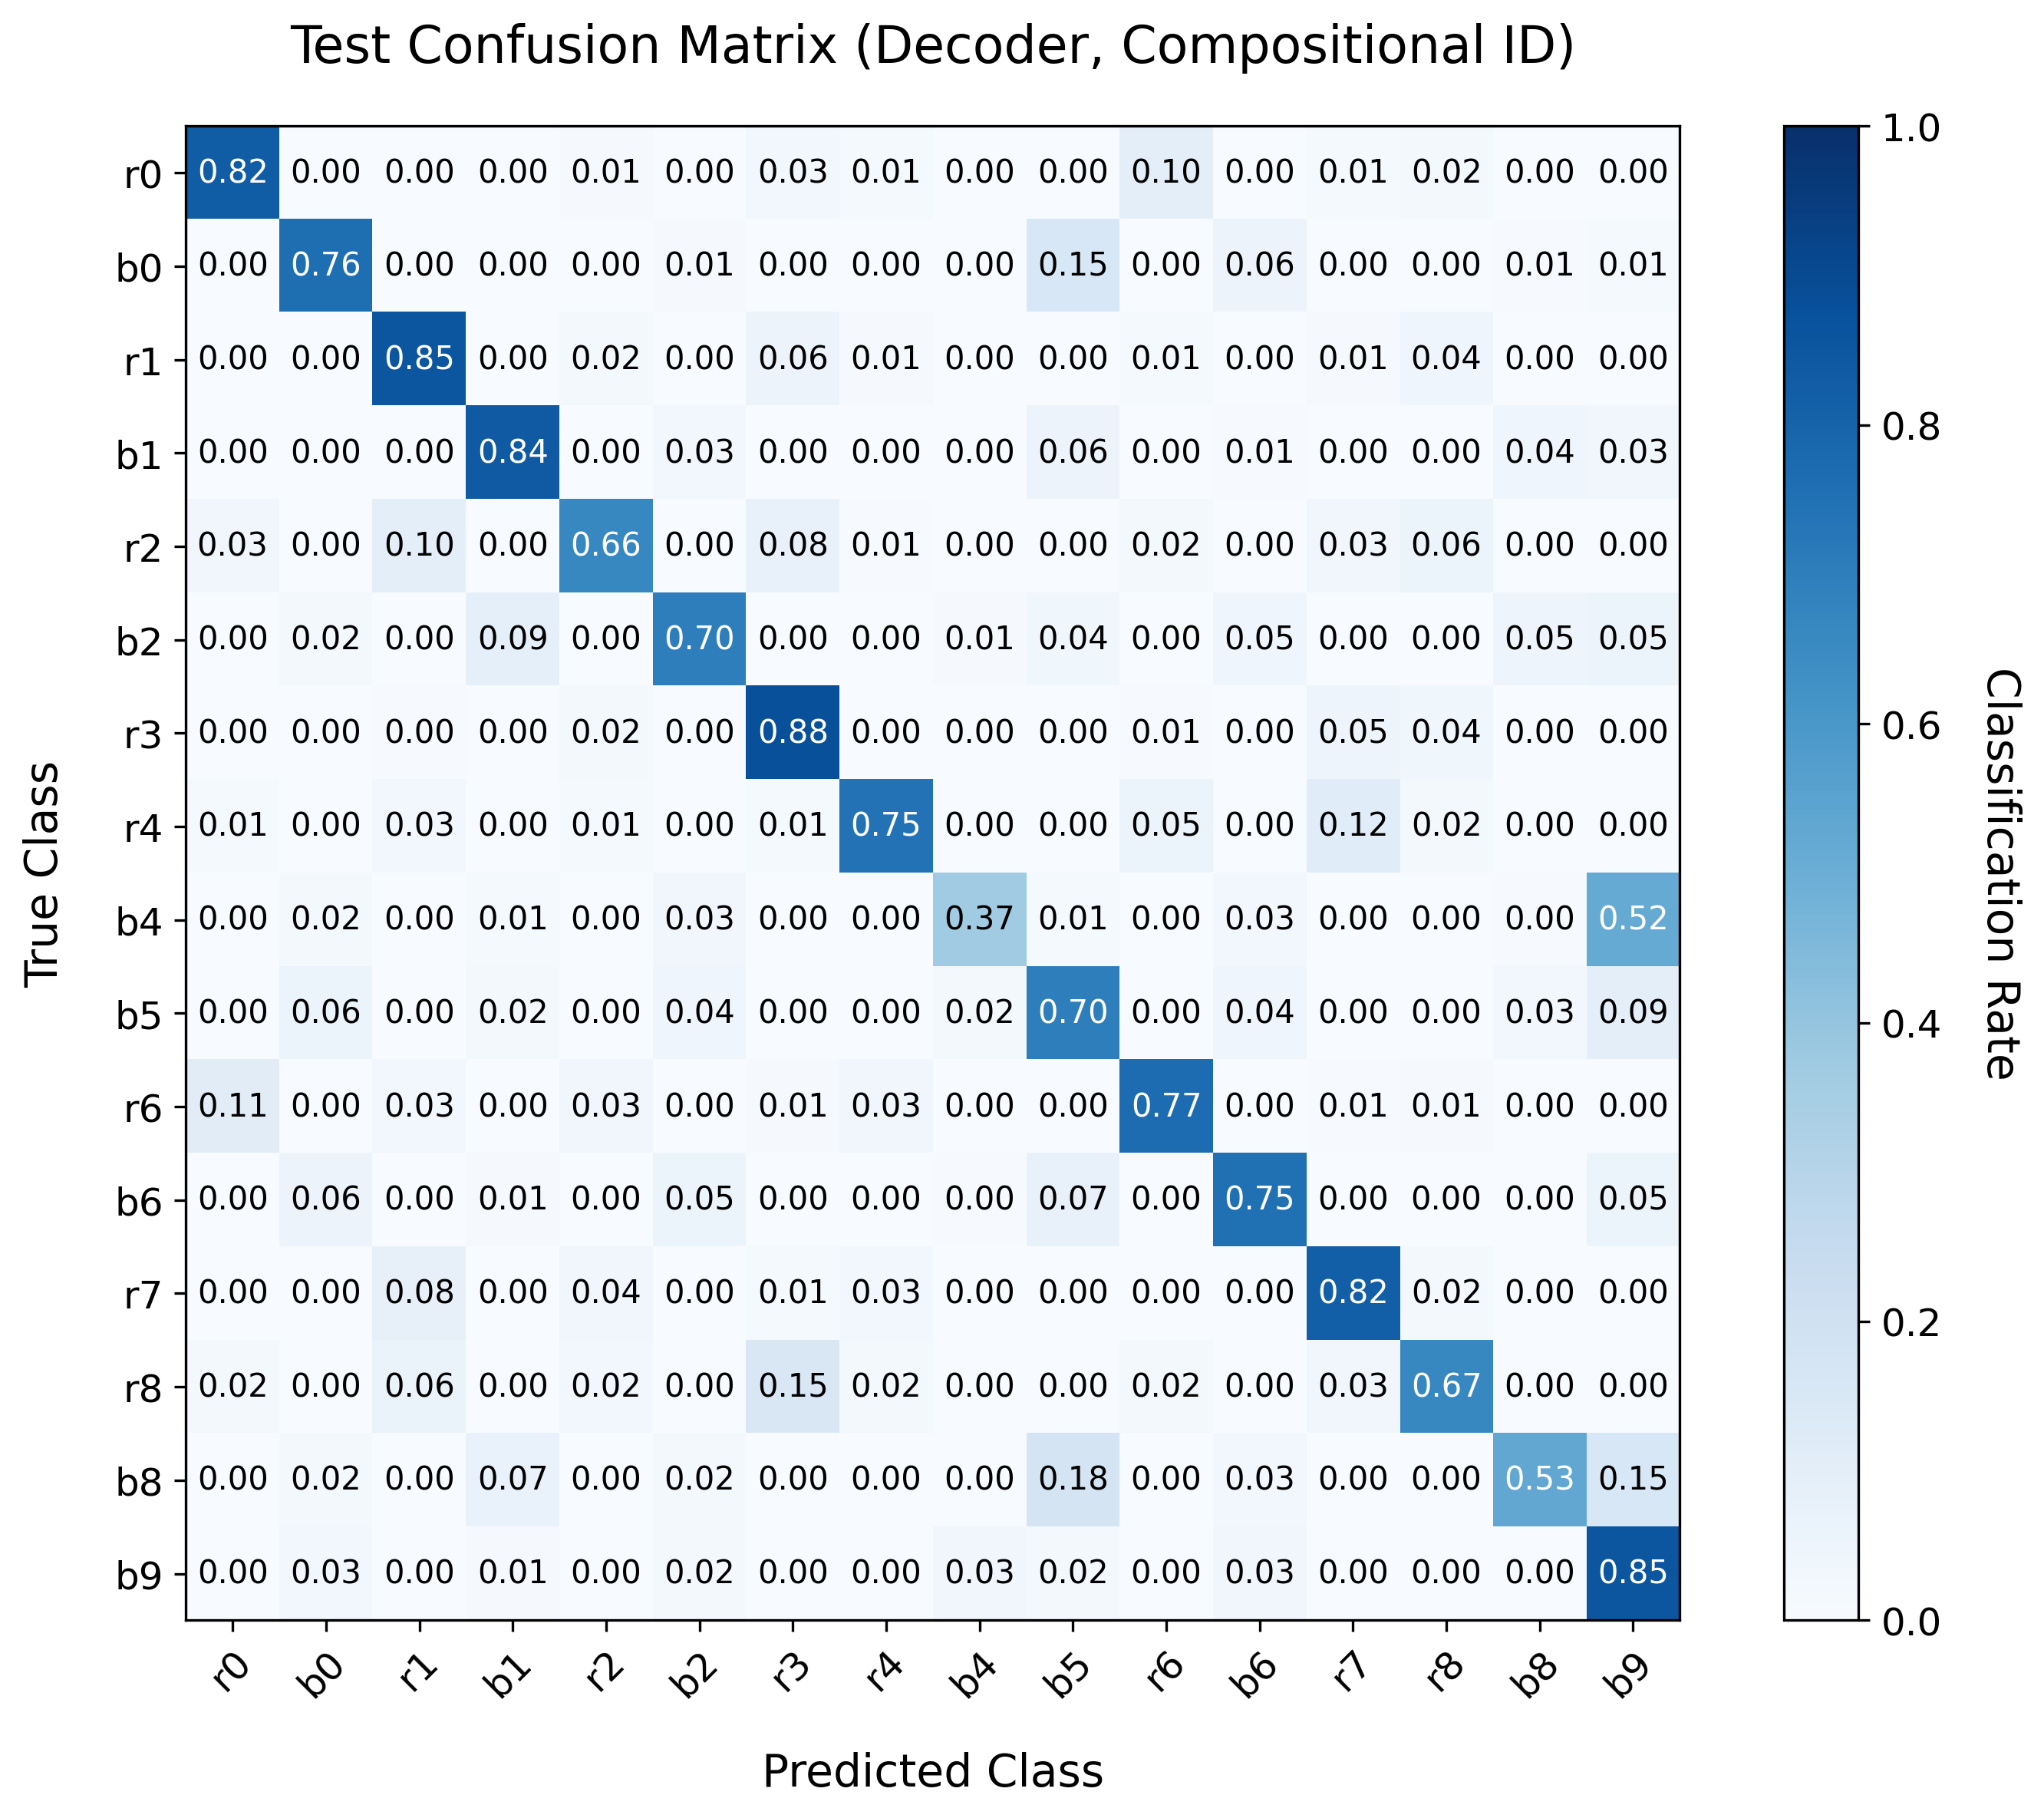 Test Confusion Matrix (Decoder, Compositional ID)
r0 0.82 0.00 0.00 0.00 0.01 0.00 0.03 0.01 0.00 0.00 0.10 0.00 0.01 0.02 0.00 0.00
b0 0.00 0.76 0.00 0.00 0.00 0.01 0.00 0.00 0.00 0.15 0.00 0.06 0.00 0.00 0.01 0.01
r1 0.00 0.00 0.85 0.00 0.02 0.00 0.06 0.01 0.00 0.00 0.01 0.00 0.01 0.04 0.00 0.00
b1 0.00 0.00 0.00 0.84 0.00 0.03 0.00 0.00 0.00 0.06 0.00 0.01 0.00 0.00 0.04 0.03
r2 0.03 0.00 0.10 0.00 0.66 0.00 0.08 0.01 0.00 0.00 0.02 0.00 0.03 0.06 0.00 0.00
b2 0.00 0.02 0.00 0.09 0.00 0.70 0.00 0.00 0.01 0.04 0.00 0.05 0.00 0.00 0.05 0.05
r3 0.00 0.00 0.00 0.00 0.02 0.00 0.88 0.00 0.00 0.00 0.01 0.00 0.05 0.04 0.00 0.00
r4 0.01 0.00 0.03 0.00 0.01 0.00 0.01 0.75 0.00 0.00 0.05 0.00 0.12 0.02 0.00 0.00
b4 0.00 0.02 0.00 0.01 0.00 0.03 0.00 0.00 0.37 0.01 0.00 0.03 0.00 0.00 0.00 0.52
b5 0.00 0.06 0.00 0.02 0.00 0.04 0.00 0.00 0.02 0.70 0.00 0.04 0.00 0.00 0.03 0.09
r6 0.11 0.00 0.03 0.00 0.03 0.00 0.01 0.03 0.00 0.00 0.77 0.00 0.01 0.01 0.00 0.00
b6 0.00 0.06 0.00 0.01 0.00 0.05 0.00 0.00 0.00 0.07 0.00 0.75 0.00 0.00 0.00 0.05
r7 0.00 0.00 0.08 0.00 0.04 0.00 0.01 0.03 0.00 0.00 0.00 0.00 0.82 0.02 0.00 0.00
r8 0.02 0.00 0.06 0.00 0.02 0.00 0.15 0.02 0.00 0.00 0.02 0.00 0.03 0.67 0.00 0.00
b8 0.00 0.02 0.00 0.07 0.00 0.02 0.00 0.00 0.00 0.18 0.00 0.03 0.00 0.00 0.53 0.15
b9 0.00 0.03 0.00 0.01 0.00 0.02 0.00 0.00 0.03 0.02 0.00 0.03 0.00 0.00 0.00 0.85
r0 b0 r1 b1 r2 b2 r3 r4 b4 b5 r6 b6 r7 r8 b8 b9
Predicted Class
True Class
1.0
0.8
0.6
0.4
0.2
0.0
Classification Rate